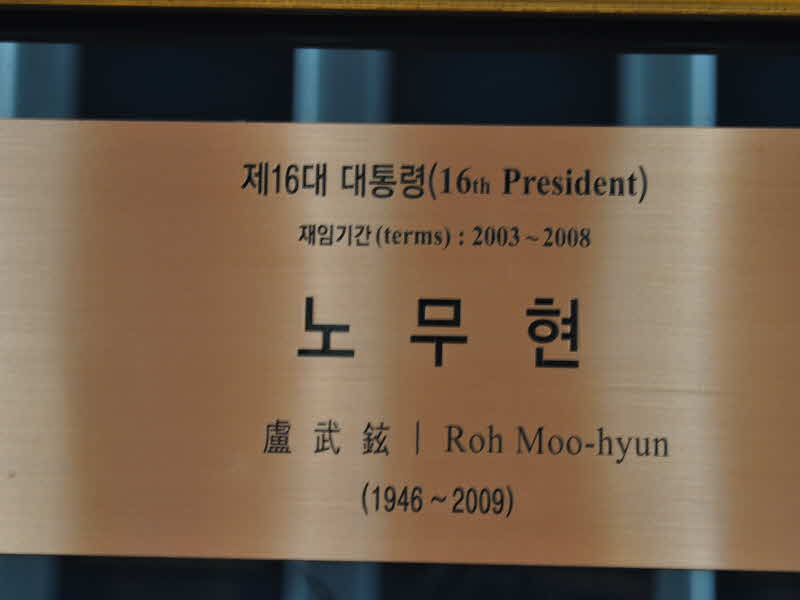 제16대 대통령(16th President)
재임기간(terms) : 2003~2008
노 무 현
盧 武 鉉 | Roh Moo-hyun
(1946~2009)